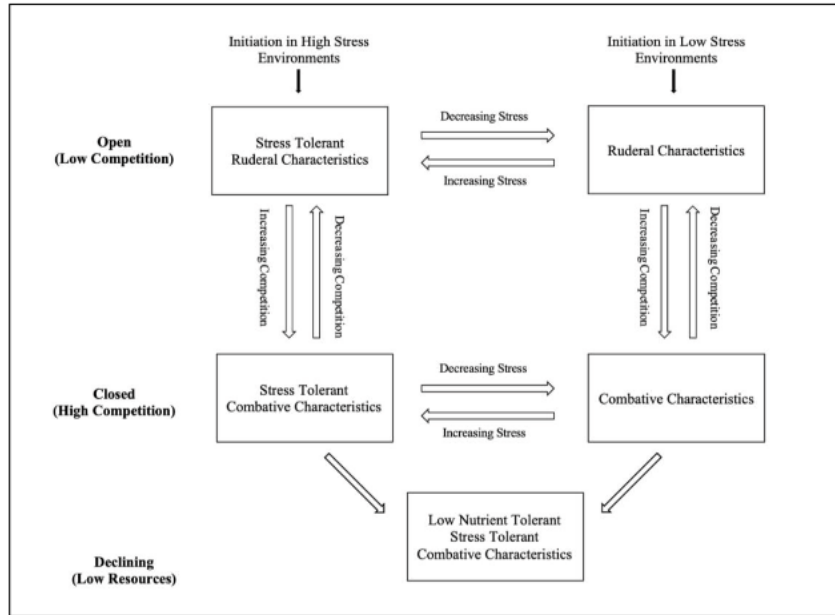 Initiation in High Stress
Environments
Initiation in Low Stress
Environments
Open
(Low Competition)
Stress Tolerant
Ruderal Characteristics
Decreasing Stress
Increasing Stress
Ruderal Characteristics
Increasing Competition
Decreasing Competition
Increasing Competition
Decreasing Competition
Closed
(High Competition)
Stress Tolerant
Combative Characteristics
Decreasing Stress
Increasing Stress
Combative Characteristics
Low Nutrient Tolerant
Stress Tolerant
Combative Characteristics
Declining
(Low Resources)